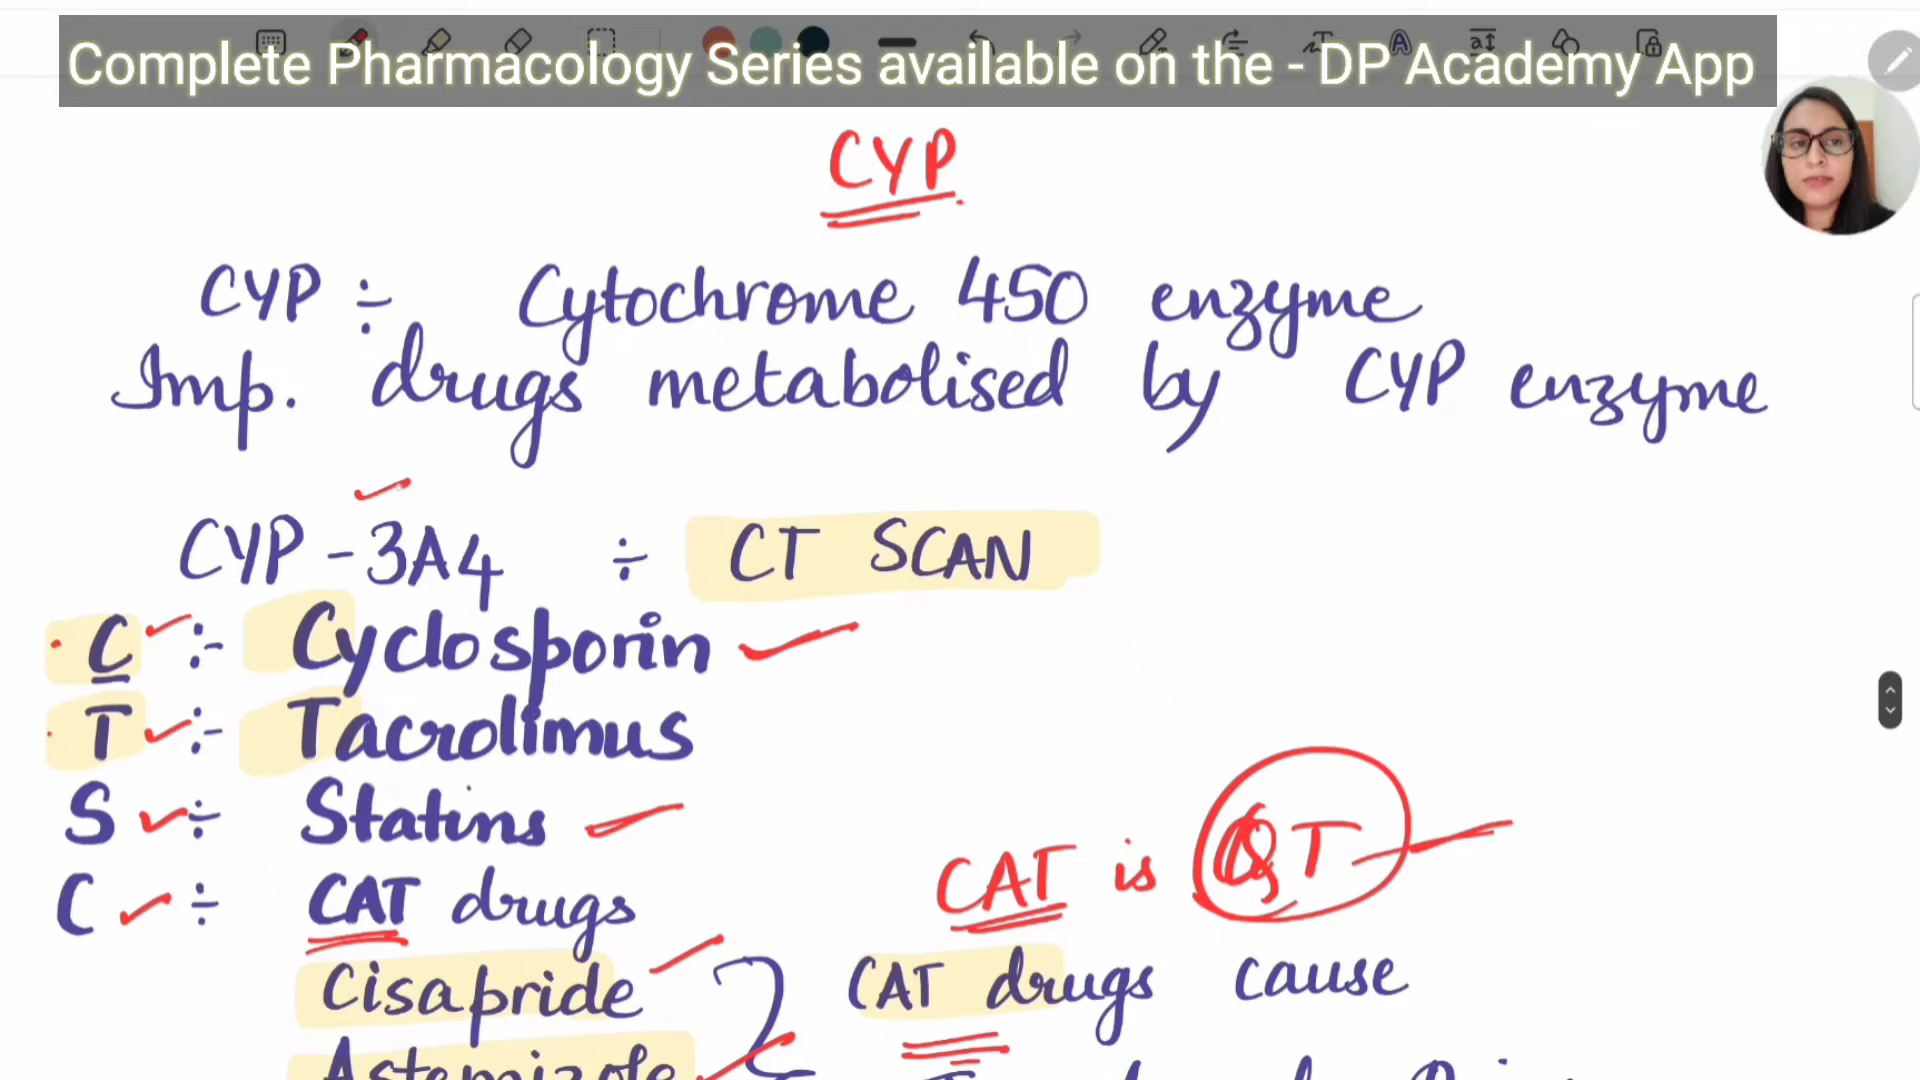 Complete Pharmacology Series available on the - DP Academy App
CYP
CYP ÷ Cytochrome 450 enzyme
Imp. drugs metabolised by CYP enzyme
CYP - 3A4 ÷ CT SCAN
C ÷ Cyclosporin
T ÷ Tacrolimus
S ÷ Statins
C ÷ CAT drugs
CAT is QT
Cisapride
CAT drugs cause
Astemizole